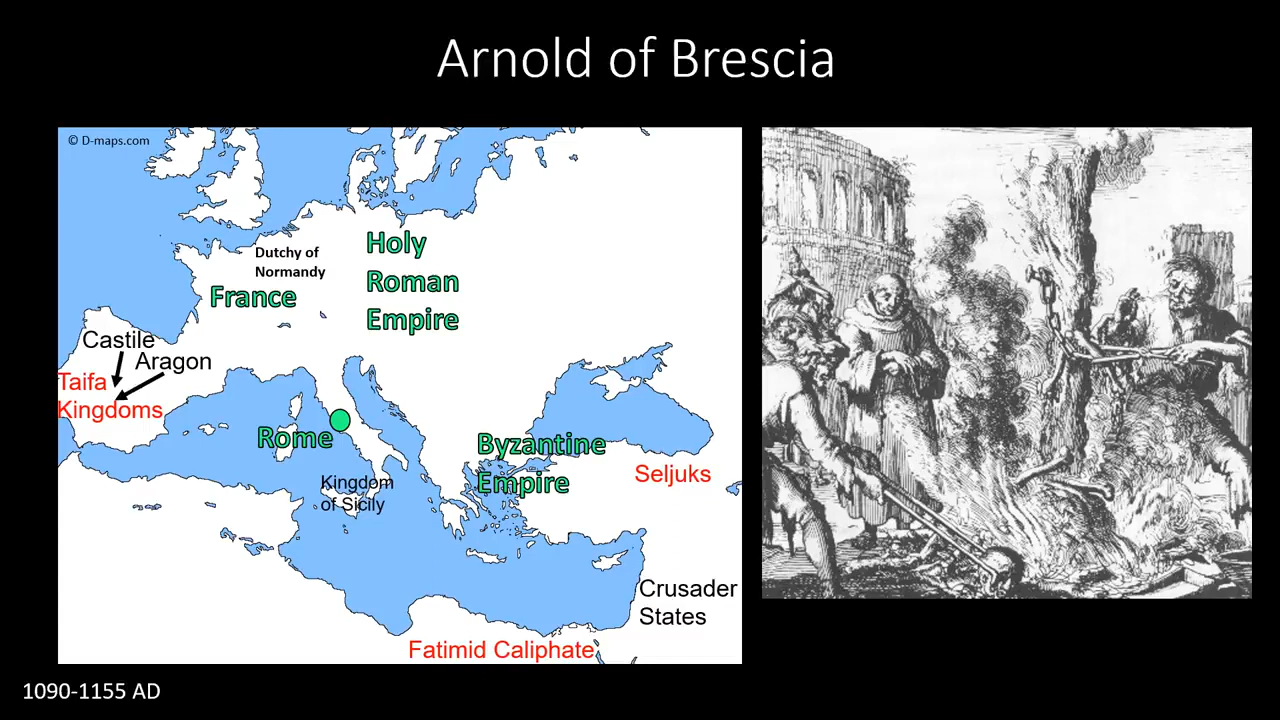 Arnold of Brescia
© D-maps.com
Dutchy of
Normandy
Holy
Roman
Empire
France
Castile
Aragon
Taifa
Kingdoms
Rome
Kingdom
of Sicily
Byzantine
Empire
Seljuks
Crusader
States
Fatimid Caliphate
1090-1155 AD